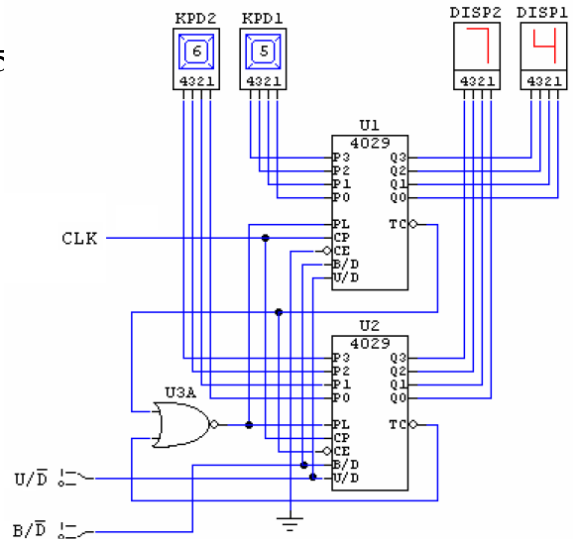 KPD2 KPD1 DISP2 DISP1
6 5 7 4
4321 4321 4321 4321
U1
4029
P3 Q3
P2 Q2
P1 Q1
P0 Q0
PL TC
CP
CE
B/D
U/D
CLK
U2
4029
P3 Q3
P2 Q2
P1 Q1
P0 Q0
U3A
PL TC
CP
CE
B/D
U/D
U/D̅
B/D̅